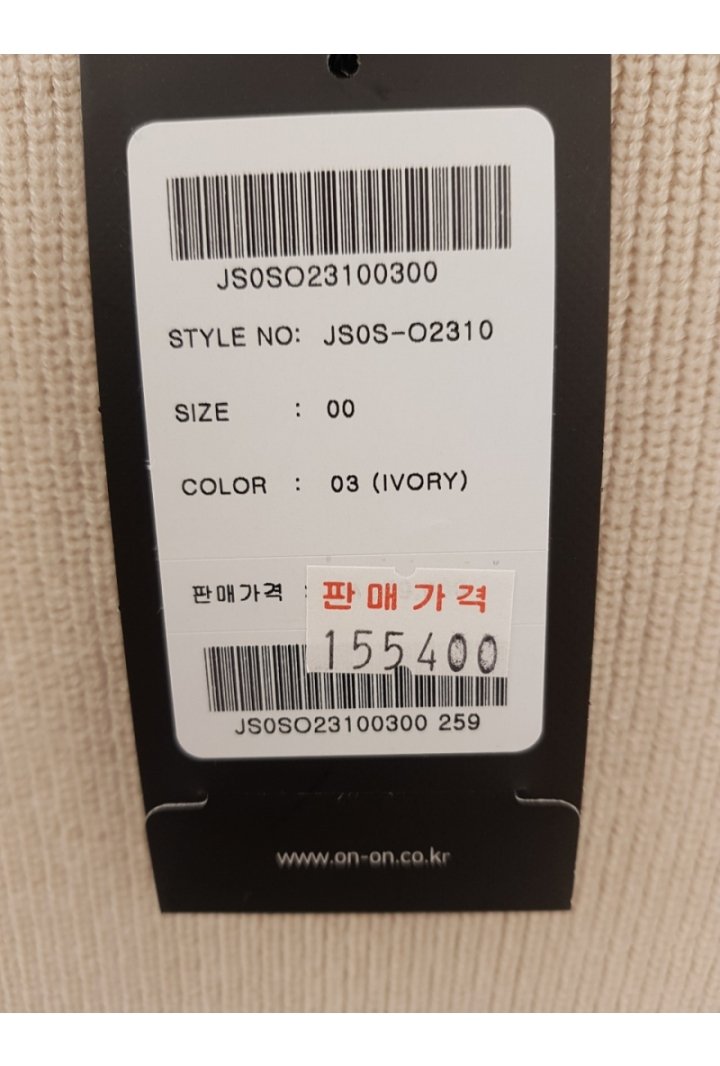 JS0SO23100300
STYLE NO: JS0S-O2310
SIZE : 00
COLOR : 03 (IVORY)
판매가격 : 판매가격
155400
JS0SO23100300 259
www.on-on.co.kr